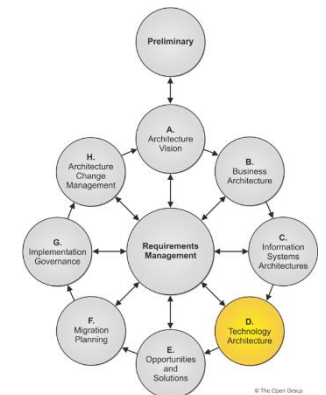 Preliminary
A.
Architecture
Vision
B.
Business
Architecture
C.
Information
Systems
Architectures
D.
Technology
Architecture
E.
Opportunities
and
Solutions
F.
Migration
Planning
G.
Implementation
Governance
H.
Architecture
Change
Management
Requirements
Management
© The Open Group